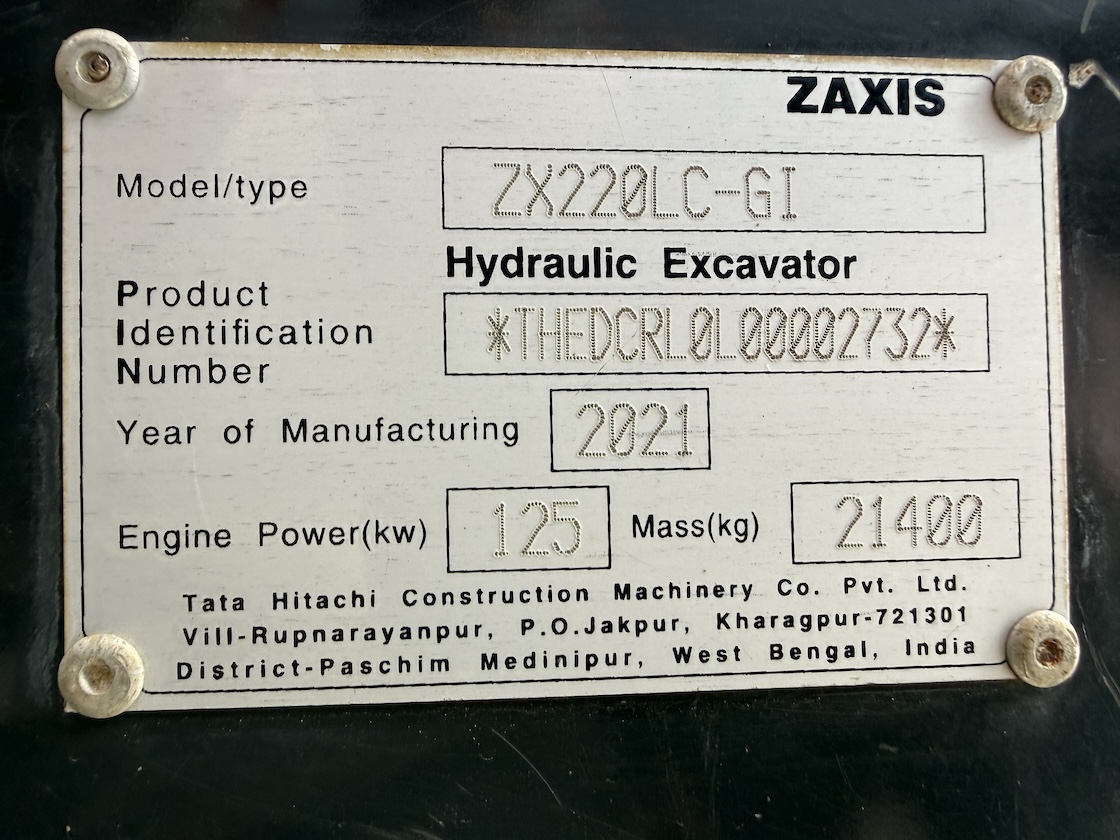 ZAXIS
Model/type ZX220LC-GI
Hydraulic Excavator
Product
Identification
Number
*THEDCRL0L00002732*
Year of Manufacturing 2021
Engine Power(kw) 125 Mass(kg) 21400
Tata Hitachi Construction Machinery Co. Pvt. Ltd.
Vill-Rupnarayanpur, P.O.Jakpur, Kharagpur-721301
District-Paschim Medinipur, West Bengal, India